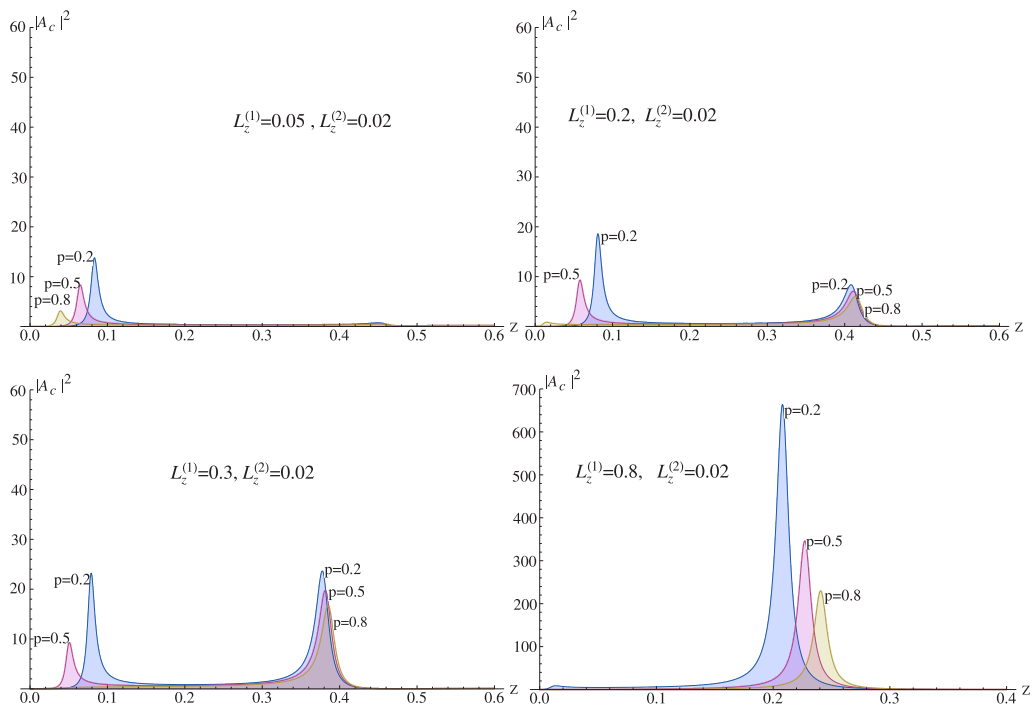 |A_c|^2
60
50
40
30
20
10
L_z^(1)=0.05 , L_z^(2)=0.02
p=0.2
p=0.5
p=0.8
0.0 0.1 0.2 0.3 0.4 0.5 0.6 Z
|A_c|^2
60
50
40
30
20
10
L_z^(1)=0.2, L_z^(2)=0.02
p=0.2
p=0.5
p=0.2
p=0.5
p=0.8
0.0 0.1 0.2 0.3 0.4 0.5 0.6 Z
|A_c|^2
60
50
40
30
20
10
L_z^(1)=0.3, L_z^(2)=0.02
p=0.2
p=0.5
p=0.2
p=0.5
p=0.8
0.0 0.1 0.2 0.3 0.4 0.5 0.6 Z
|A_c|^2
700
600
500
400
300
200
100
L_z^(1)=0.8, L_z^(2)=0.02
p=0.2
p=0.5
p=0.8
0.0 0.1 0.2 0.3 0.4 Z